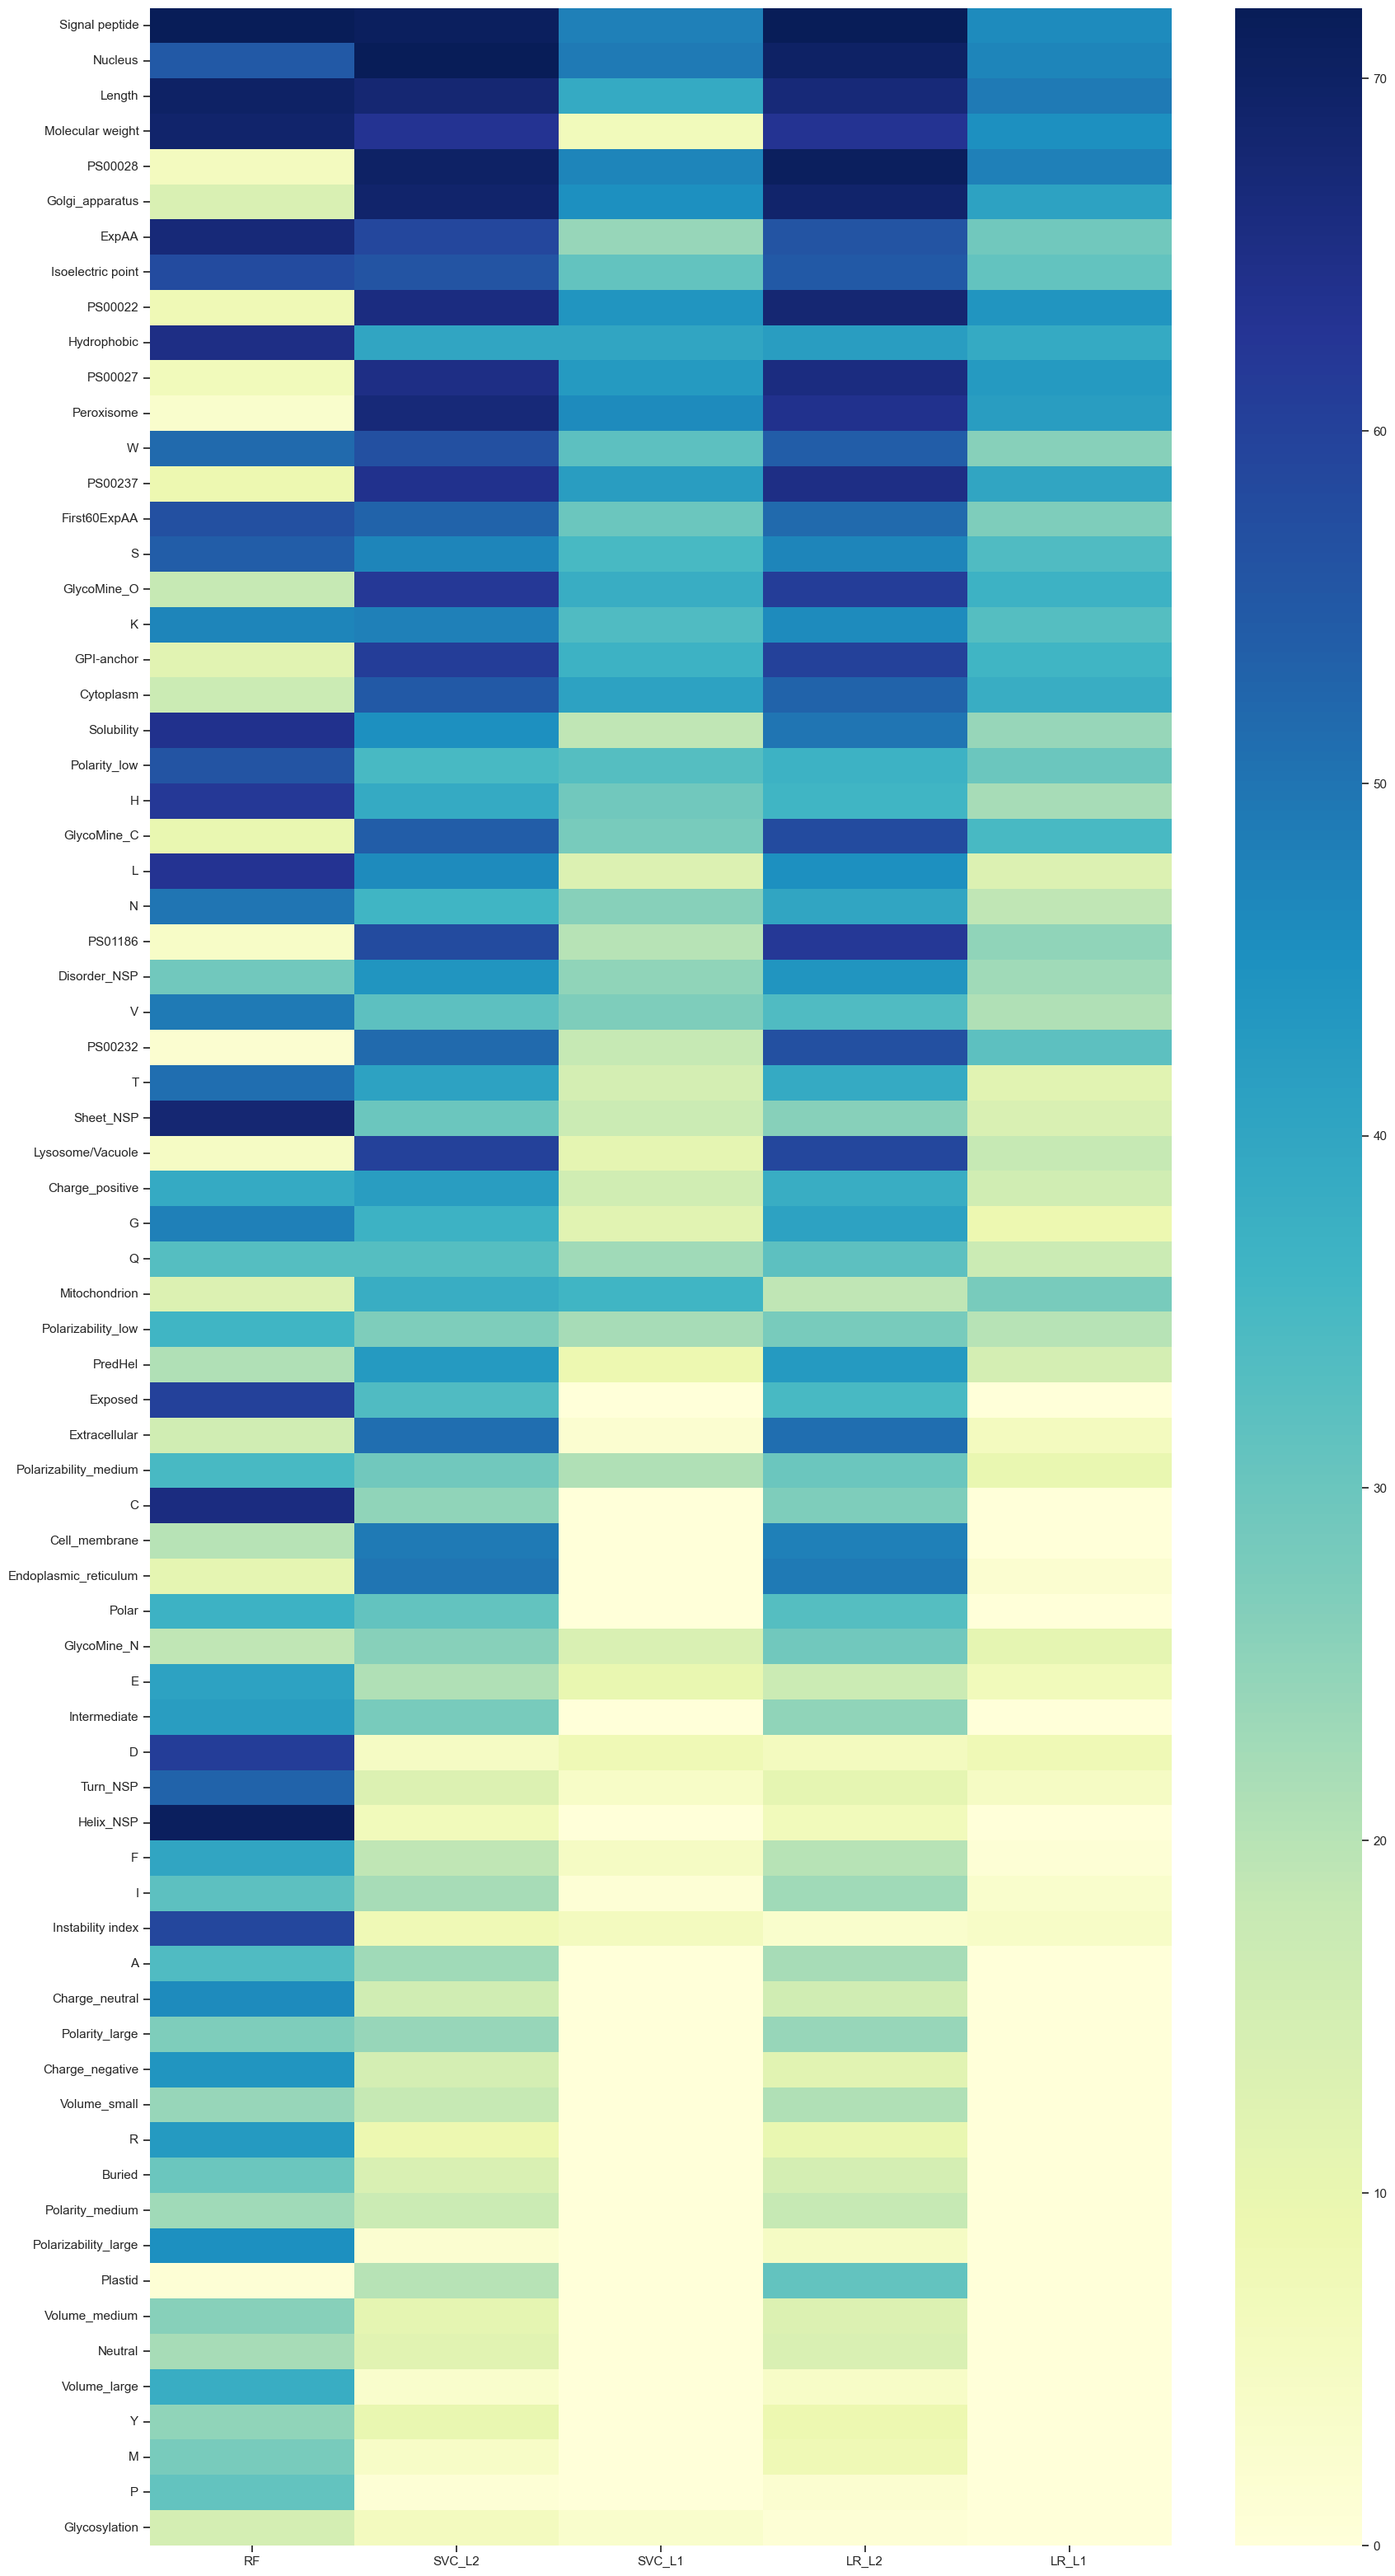 Signal peptide
Nucleus
Length
Molecular weight
PS00028
Golgi_apparatus
ExpAA
Isoelectric point
PS00022
Hydrophobic
PS00027
Peroxisome
W
PS00237
First60ExpAA
S
GlycoMine_O
K
GPI-anchor
Cytoplasm
Solubility
Polarity_low
H
GlycoMine_C
L
N
PS01186
Disorder_NSP
V
PS00232
T
Sheet_NSP
Lysosome/Vacuole
Charge_positive
G
Q
Mitochondrion
Polarizability_low
PredHel
Exposed
Extracellular
Polarizability_medium
C
Cell_membrane
Endoplasmic_reticulum
Polar
GlycoMine_N
E
Intermediate
D
Turn_NSP
Helix_NSP
F
I
Instability index
A
Charge_neutral
Polarity_large
Charge_negative
Volume_small
R
Buried
Polarity_medium
Polarizability_large
Plastid
Volume_medium
Neutral
Volume_large
Y
M
P
Glycosylation
RF SVC_L2 SVC_L1 LR_L2 LR_L1
70
60
50
40
30
20
10
0